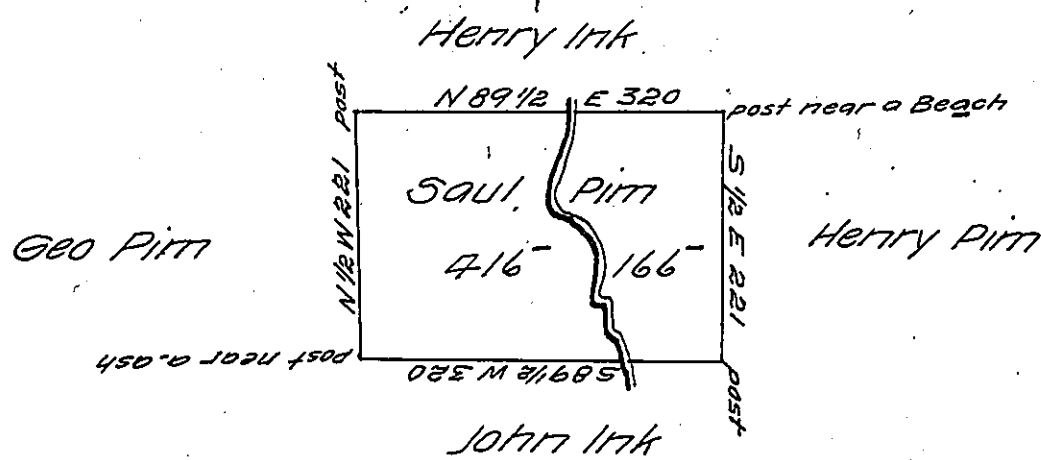 Henry Ink
N 89 1/2 E 320
post
post near a Beach
Saul Pim
416- 166-
N 1/2 W 221
S 1/2 E 221
Geo Pim
Henry Pim
post near a ash
S 89 1/2 W 320
post
John Ink